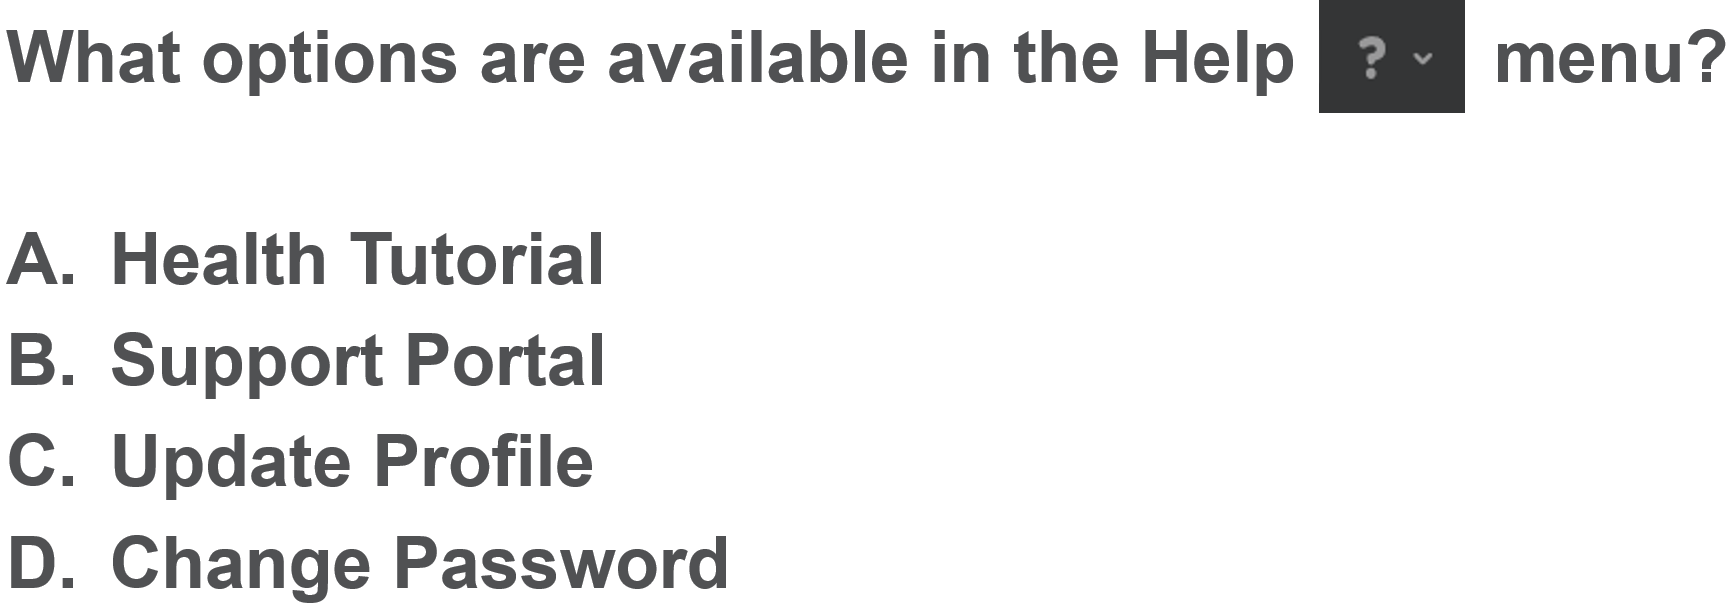 What options are available in the Help ? menu?
A. Health Tutorial
B. Support Portal
C. Update Profile
D. Change Password